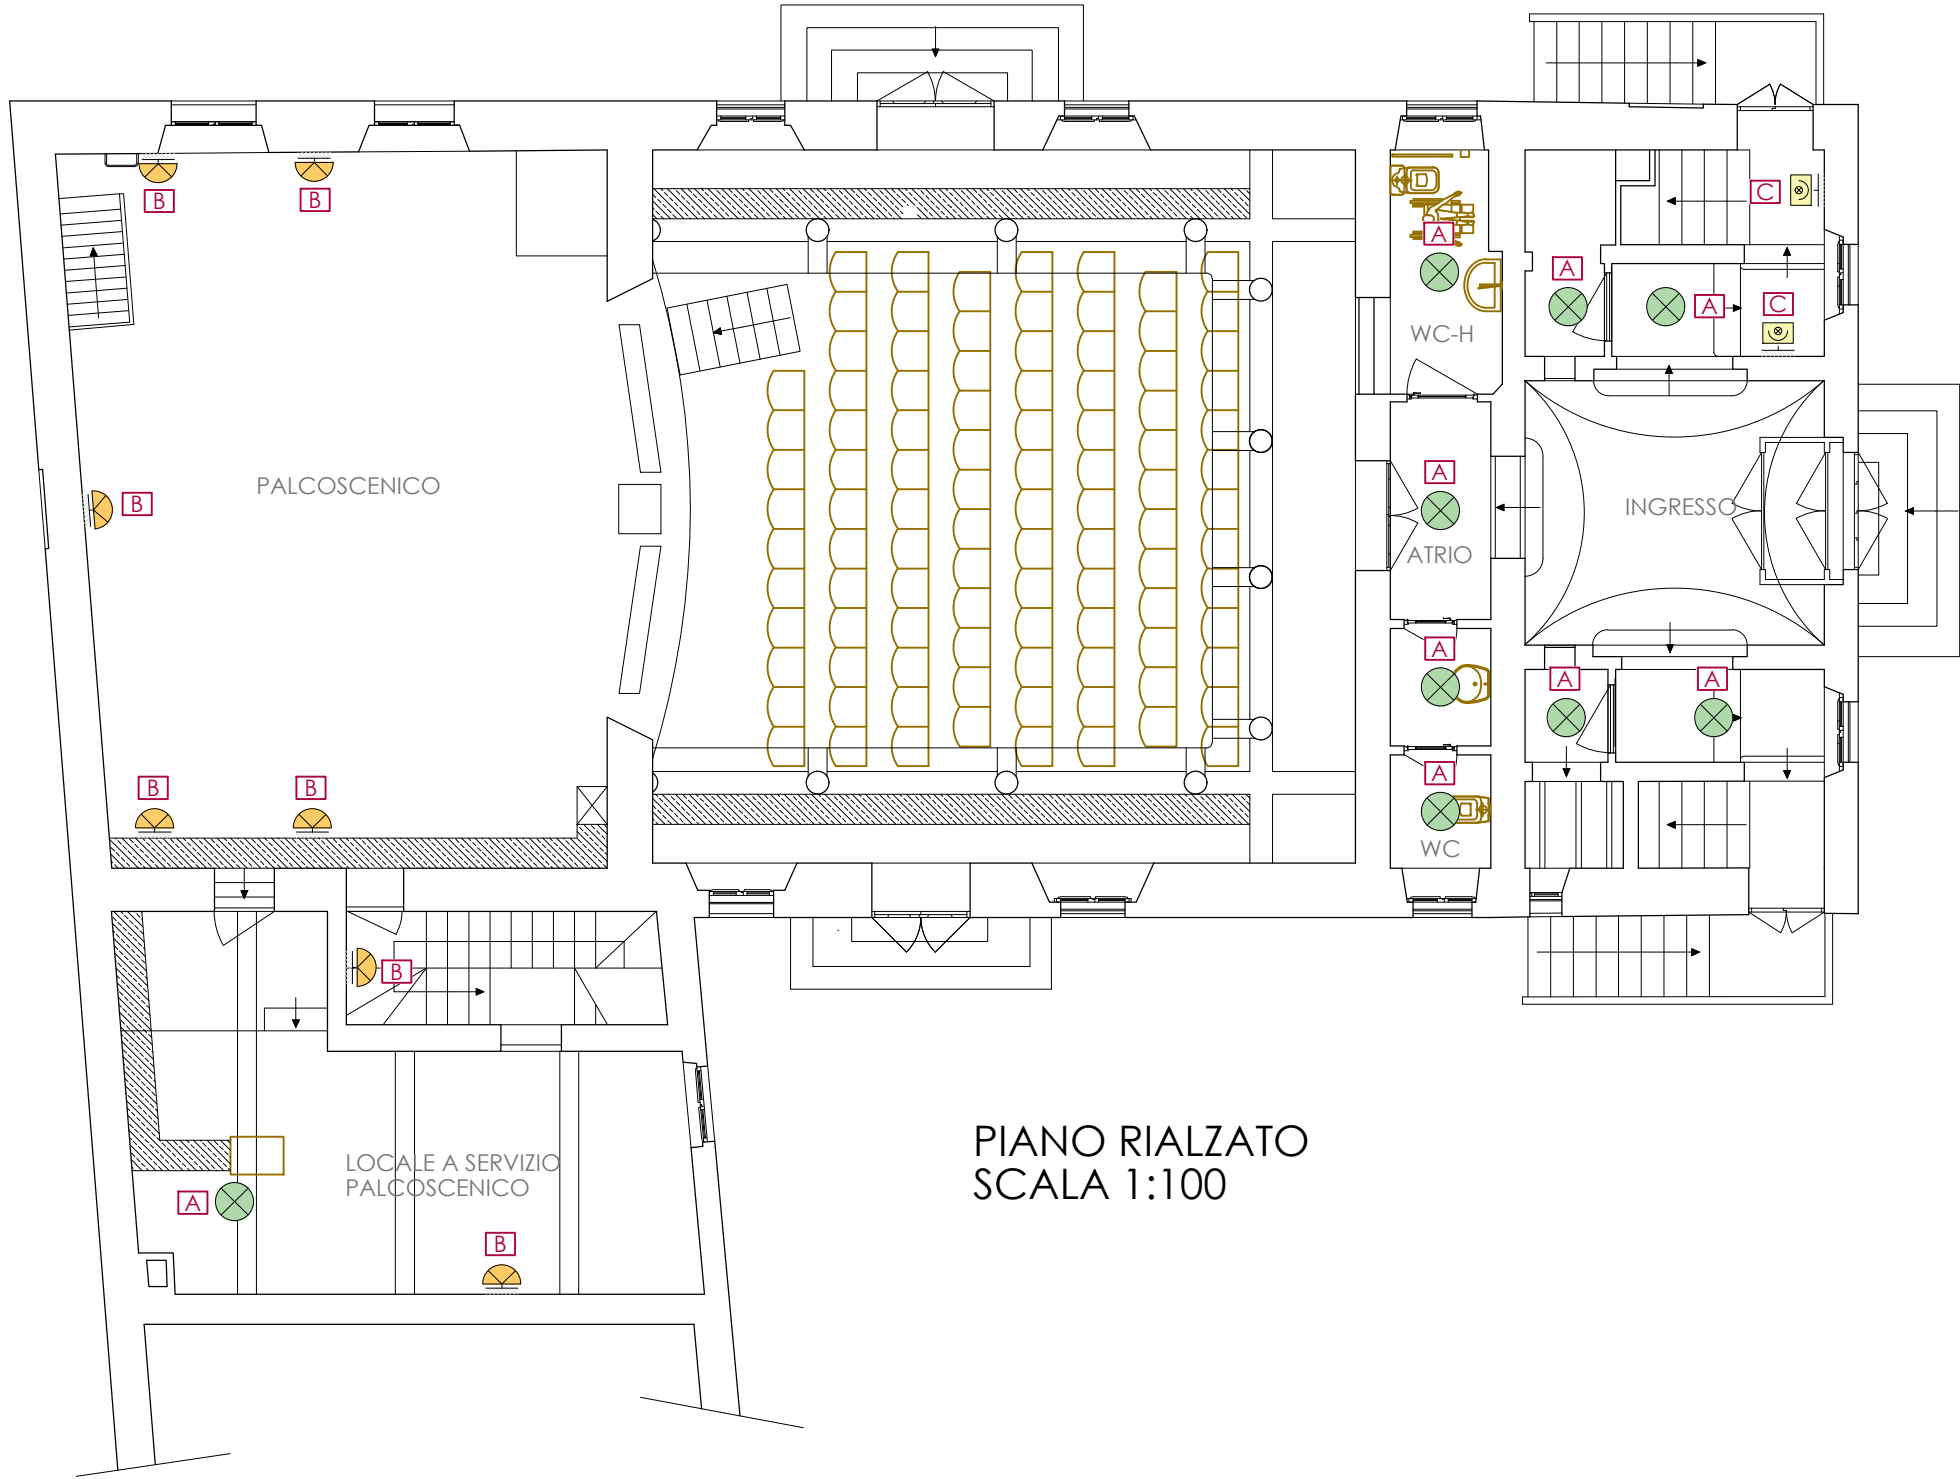 B
B
C
A
A
A
C
WC-H
A
PALCOSCENICO
B
INGRESSO
ATRIO
A
A
A
A
B
B
A
WC
B
PIANO RIALZATO
SCALA 1:100
LOCALE A SERVIZIO
PALCOSCENICO
A
B